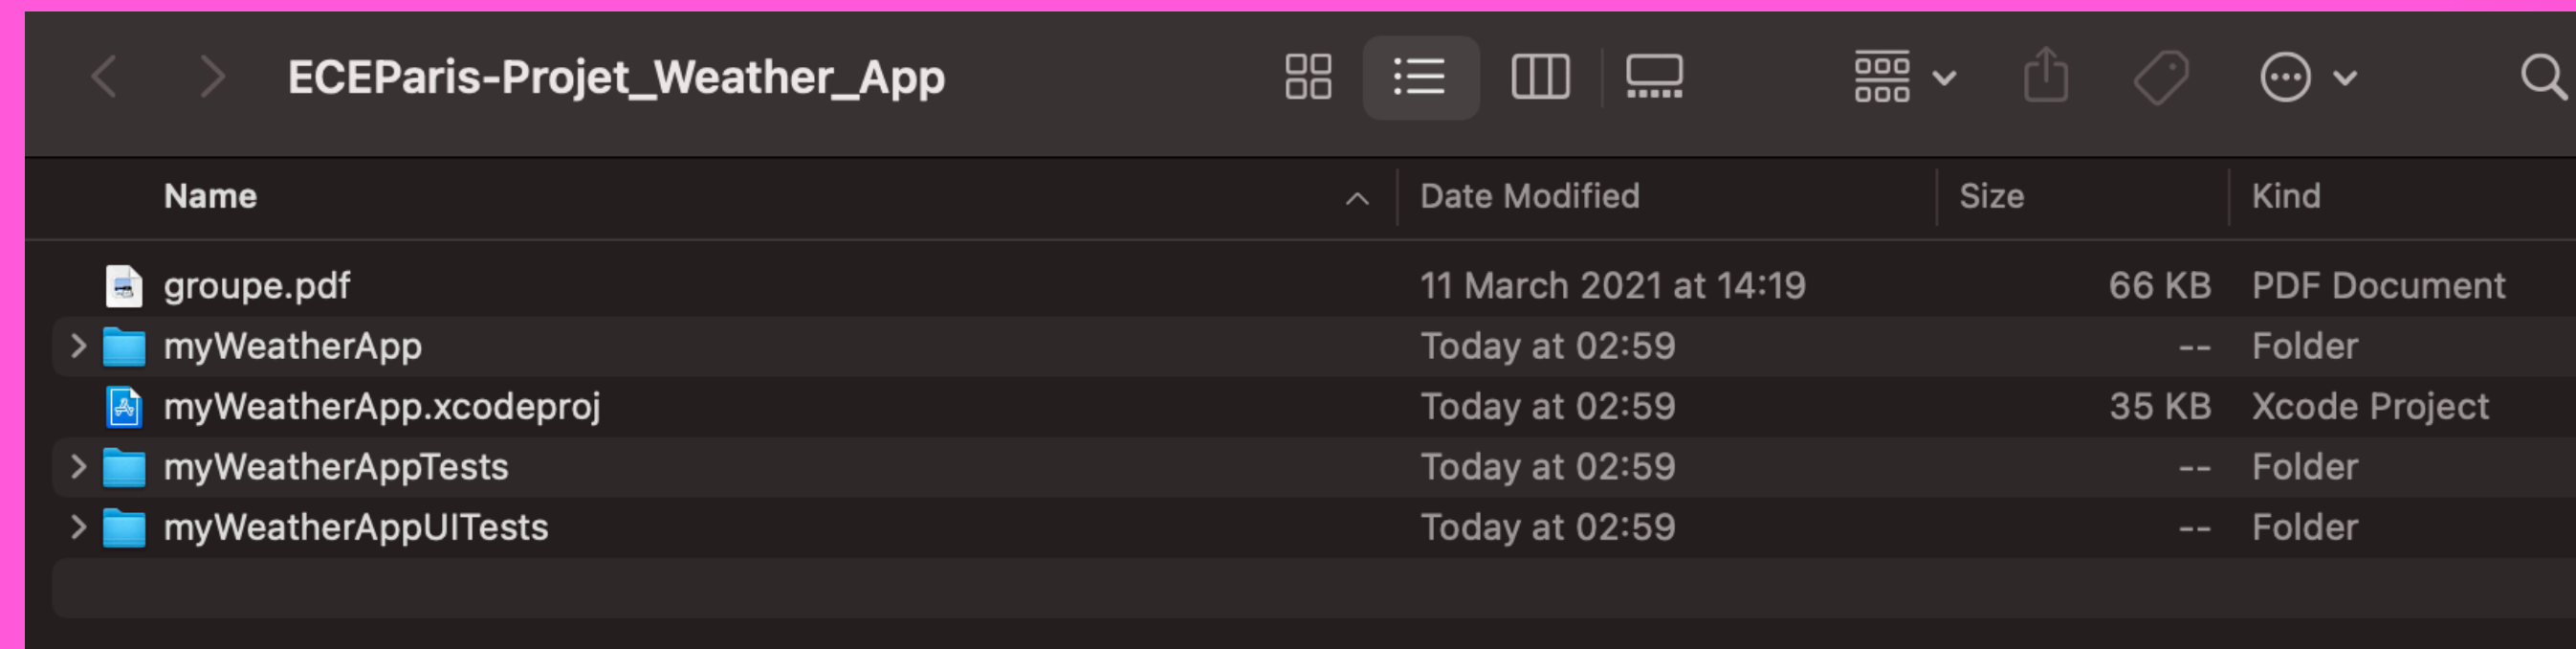 ECEParis-Projet_Weather_App
Name Date Modified Size Kind
groupe.pdf 11 March 2021 at 14:19 66 KB PDF Document
myWeatherApp Today at 02:59 -- Folder
myWeatherApp.xcodeproj Today at 02:59 35 KB Xcode Project
myWeatherAppTests Today at 02:59 -- Folder
myWeatherAppUITests Today at 02:59 -- Folder